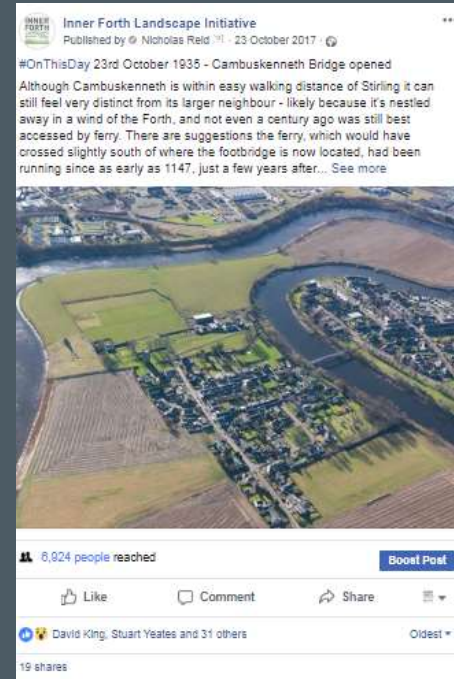 INNER FORTH
Inner Forth Landscape Initiative
Published by Nicholas Reid · 23 October 2017 ·
#OnThisDay 23rd October 1935 - Cambuskenneth Bridge opened
Although Cambuskenneth is within easy walking distance of Stirling it can
still feel very distinct from its larger neighbour - likely because it's nestled
away in a wind of the Forth, and not even a century ago was still best
accessed by ferry. There are suggestions the ferry, which would have
crossed slightly south of where the footbridge is now located, had been
running since as early as 1147, just a few years after... See more
6,924 people reached
Boost Post
Like Comment Share
David King, Stuart Yeates and 31 others
Oldest
19 shares